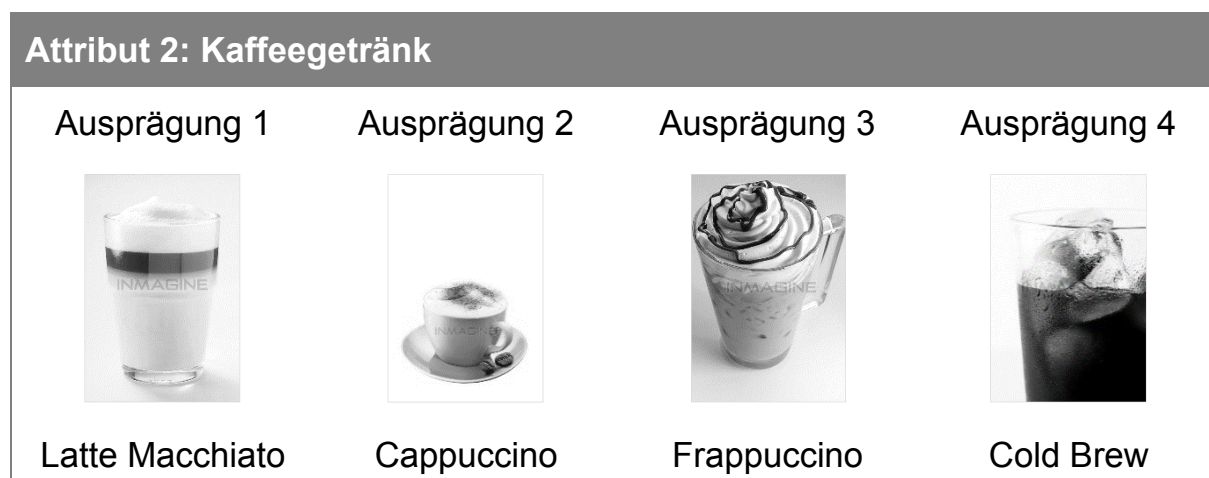 Attribut 2: Kaffeegetränk
Ausprägung 1 Ausprägung 2 Ausprägung 3 Ausprägung 4
INMAGINE INMAGINE INMAGINE
Latte Macchiato Cappuccino Frappuccino Cold Brew